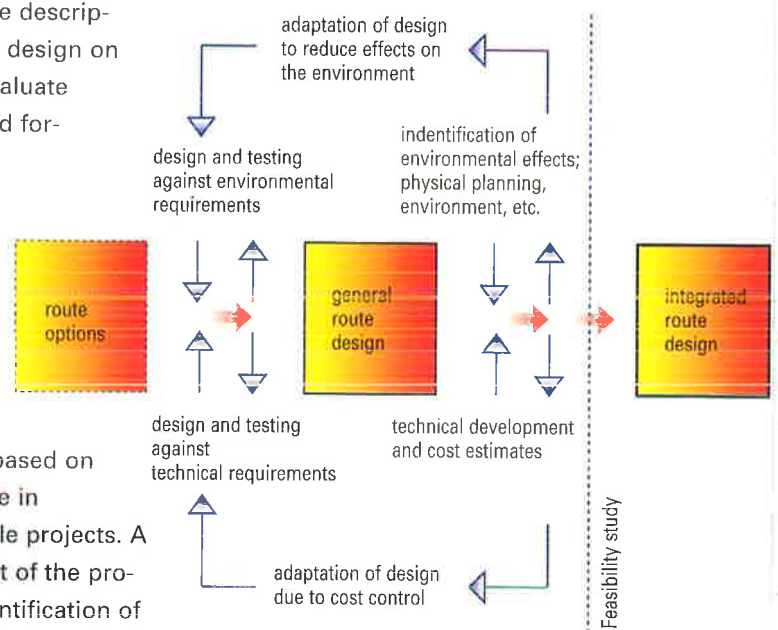 e descrip-
design on
aluate
d for-
adaptation of design
to reduce effects on
the environment
design and testing
against environmental
requirements
indentification of
environmental effects;
physical planning,
environment, etc.
route
options
general
route
design
integrated
route
design
design and testing
against
technical requirements
technical development
and cost estimates
adaptation of design
due to cost control
Feasibility study
based on
e in
le projects. A
t of the pro-
ntification of